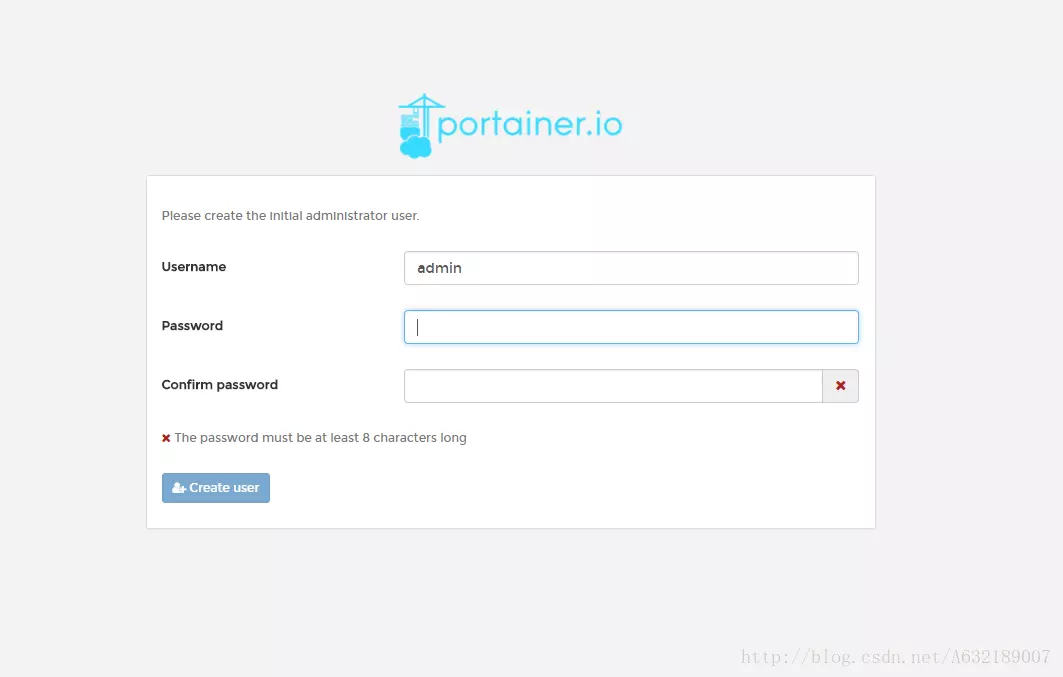 portainer.io
Please create the initial administrator user.
Username
admin
Password
Confirm password
The password must be at least 8 characters long
Create user
http://blog.csdn.net/A632189007